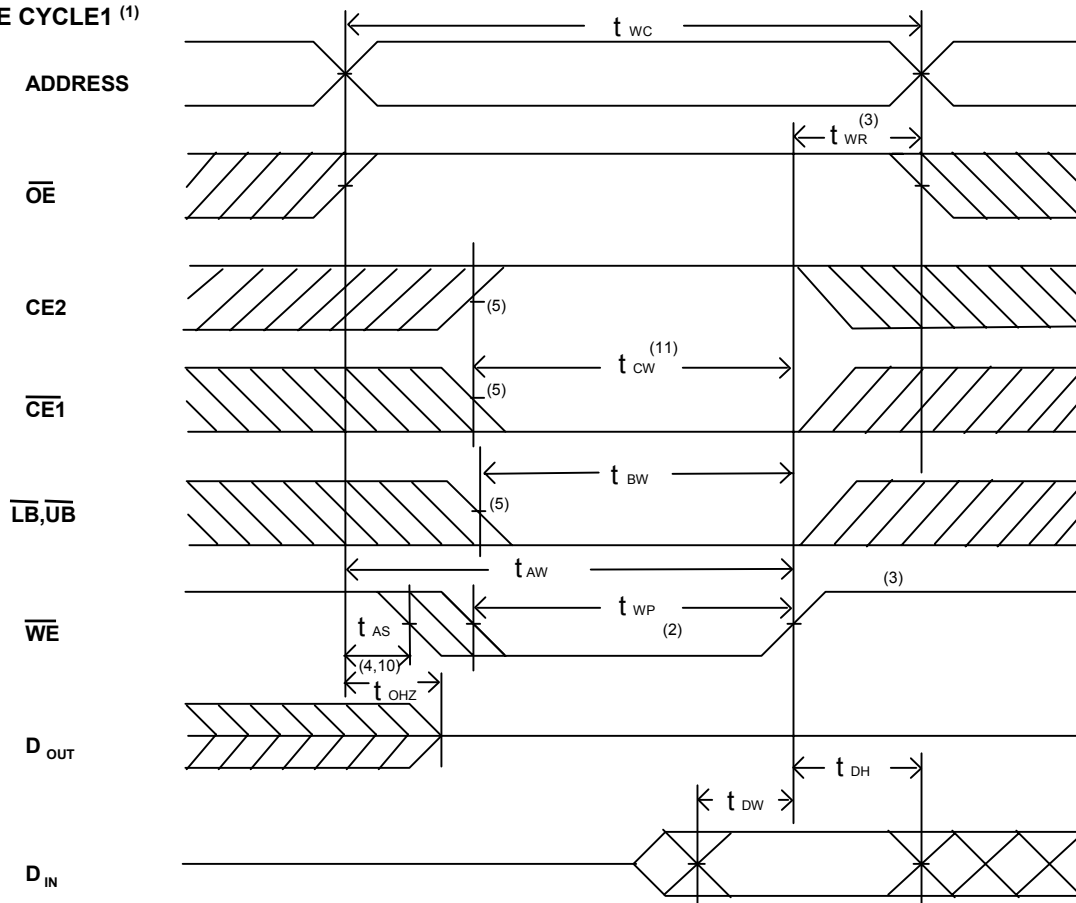 E CYCLE1 (1)
t WC
ADDRESS
t WR (3)
OE
CE2
(5)
t CW (11)
CE1
(5)
t BW
LB,UB
(5)
t AW
(3)
t WP
WE
(2)
t AS
(4,10)
t OHZ
D OUT
t DH
t DW
D IN